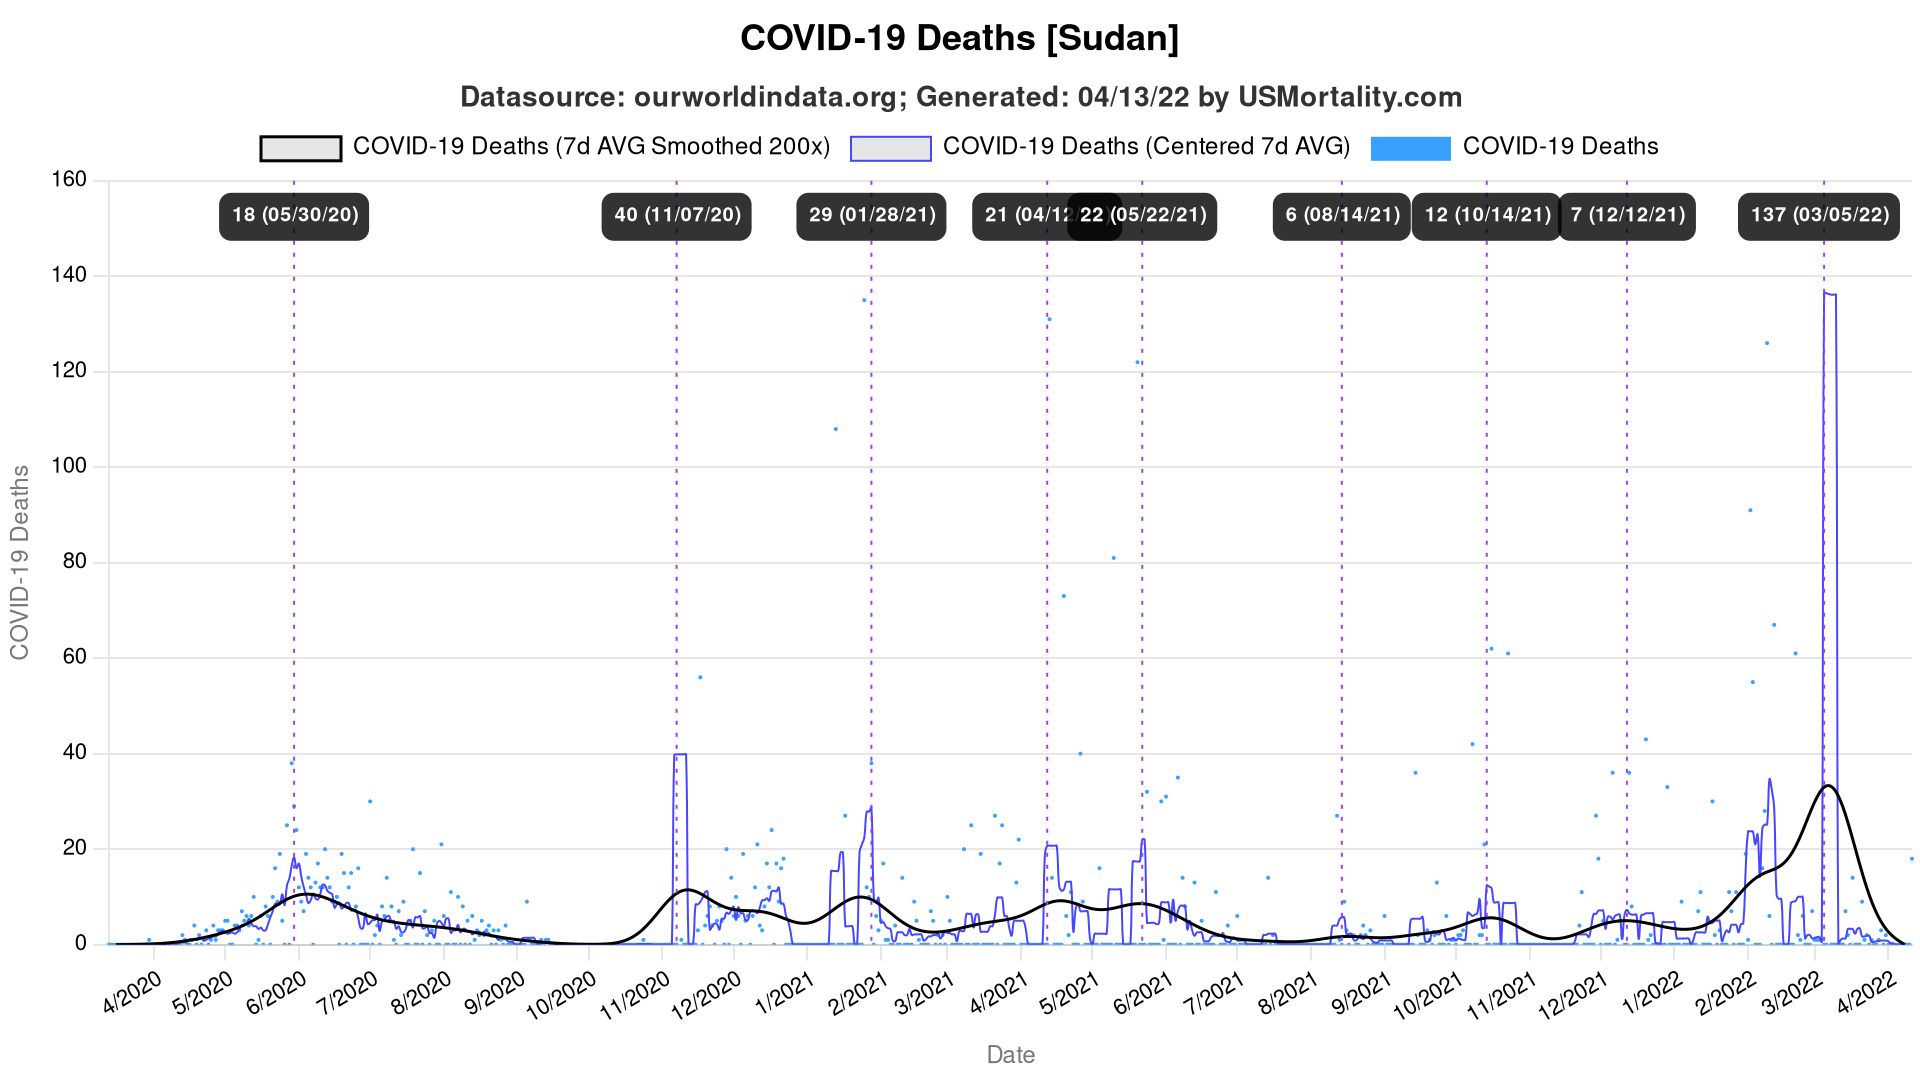 COVID-19 Deaths [Sudan]
Datasource: ourworldindata.org; Generated: 04/13/22 by USMortality.com
COVID-19 Deaths (7d AVG Smoothed 200x) COVID-19 Deaths (Centered 7d AVG) COVID-19 Deaths
18 (05/30/20) 40 (11/07/20) 29 (01/28/21) 21 (04/12/ 22 (05/22/21) 6 (08/14/21) 12 (10/14/21) 7 (12/12/21) 137 (03/05/22)
160
140
120
100
80
60
40
20
0
COVID-19 Deaths
4/2020 5/2020 6/2020 7/2020 8/2020 9/2020 10/2020 11/2020 12/2020 1/2021 2/2021 3/2021 4/2021 5/2021 6/2021 7/2021 8/2021 9/2021 10/2021 11/2021 12/2021 1/2022 2/2022 3/2022 4/2022
Date